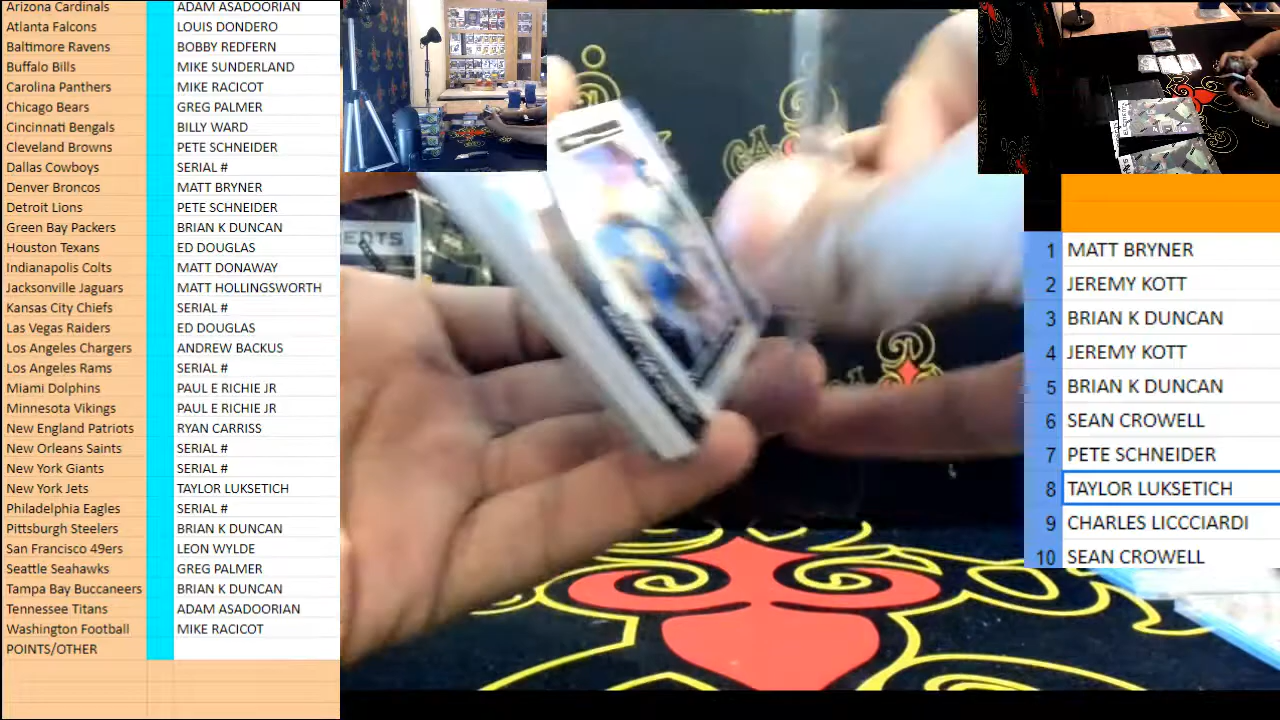 Arizona Cardinals ADAM ASADOORIAN
Atlanta Falcons LOUIS DONDERO
Baltimore Ravens BOBBY REDFERN
Buffalo Bills MIKE SUNDERLAND
Carolina Panthers MIKE RACICOT
Chicago Bears GREG PALMER
Cincinnati Bengals BILLY WARD
Cleveland Browns PETE SCHNEIDER
Dallas Cowboys SERIAL #
Denver Broncos MATT BRYNER
Detroit Lions PETE SCHNEIDER
Green Bay Packers BRIAN K DUNCAN
Houston Texans ED DOUGLAS
Indianapolis Colts MATT DONAWAY
Jacksonville Jaguars MATT HOLLINGSWORTH
Kansas City Chiefs SERIAL #
Las Vegas Raiders ED DOUGLAS
Los Angeles Chargers ANDREW BACKUS
Los Angeles Rams SERIAL #
Miami Dolphins PAUL E RICHIE JR
Minnesota Vikings PAUL E RICHIE JR
New England Patriots RYAN CARRISS
New Orleans Saints SERIAL #
New York Giants SERIAL #
New York Jets TAYLOR LUKSETICH
Philadelphia Eagles SERIAL #
Pittsburgh Steelers BRIAN K DUNCAN
San Francisco 49ers LEON WYLDE
Seattle Seahawks GREG PALMER
Tampa Bay Buccaneers BRIAN K DUNCAN
Tennessee Titans ADAM ASADOORIAN
Washington Football MIKE RACICOT
POINTS/OTHER
1 MATT BRYNER
2 JEREMY KOTT
3 BRIAN K DUNCAN
4 JEREMY KOTT
5 BRIAN K DUNCAN
6 SEAN CROWELL
7 PETE SCHNEIDER
8 TAYLOR LUKSETICH
9 CHARLES LICCCIARDI
10 SEAN CROWELL